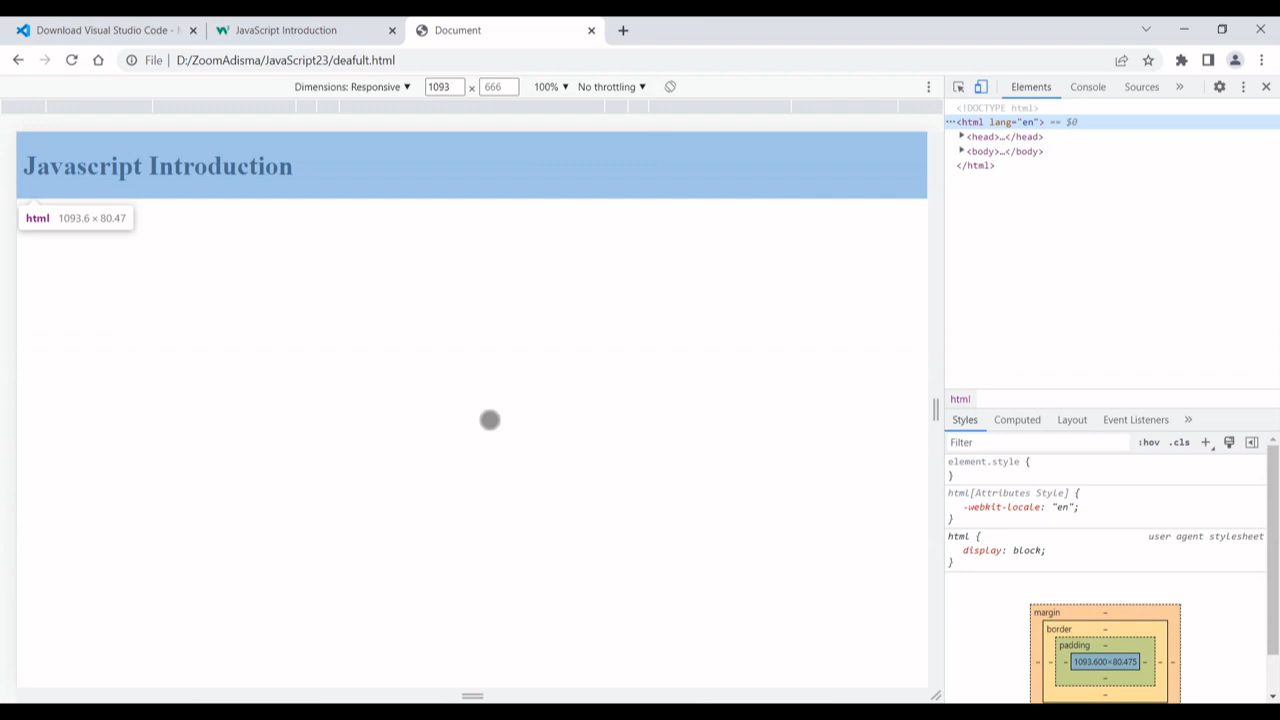 Download Visual Studio Code -
JavaScript Introduction
Document
File
D:/ZoomAdisma/JavaScript23/deafult.html
Dimensions: Responsive ▼
1093 × 666
100% ▼
No throttling ▼
Elements
Console
Sources
»
<!DOCTYPE html>
···<html lang="en"> == $0
▶<head>…</head>
▶<body>…</body>
</html>
Javascript Introduction
html 1093.6 × 80.47
html
Styles
Computed
Layout
Event Listeners
»
Filter
:hov
.cls
+
element.style {
}
html[Attributes Style] {
-webkit-locale: "en";
}
html {
user agent stylesheet
display: block;
}
margin –
border –
padding –
– – – 1093.600×80.475 – – –
–
–